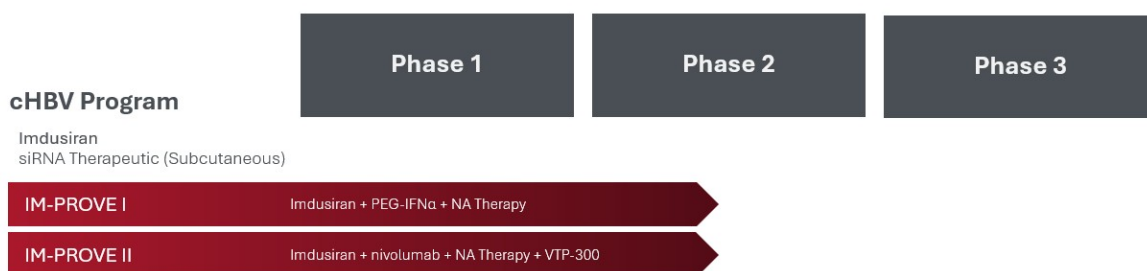 Phase 1
Phase 2
Phase 3
cHBV Program
Imdusiran
siRNA Therapeutic (Subcutaneous)
IM-PROVE I
Imdusiran + PEG-IFNα + NA Therapy
IM-PROVE II
Imdusiran + nivolumab + NA Therapy + VTP-300